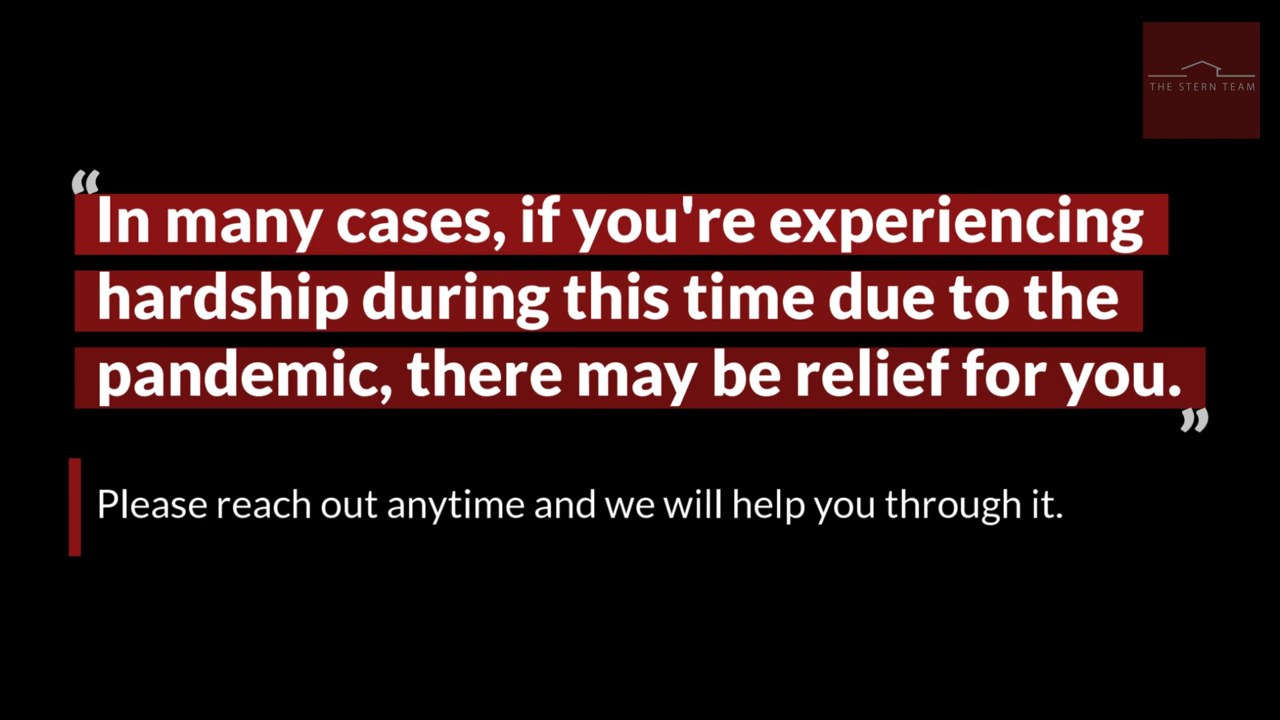 THE STERN TEAM
“In many cases, if you're experiencing
hardship during this time due to the
pandemic, there may be relief for you.”
Please reach out anytime and we will help you through it.